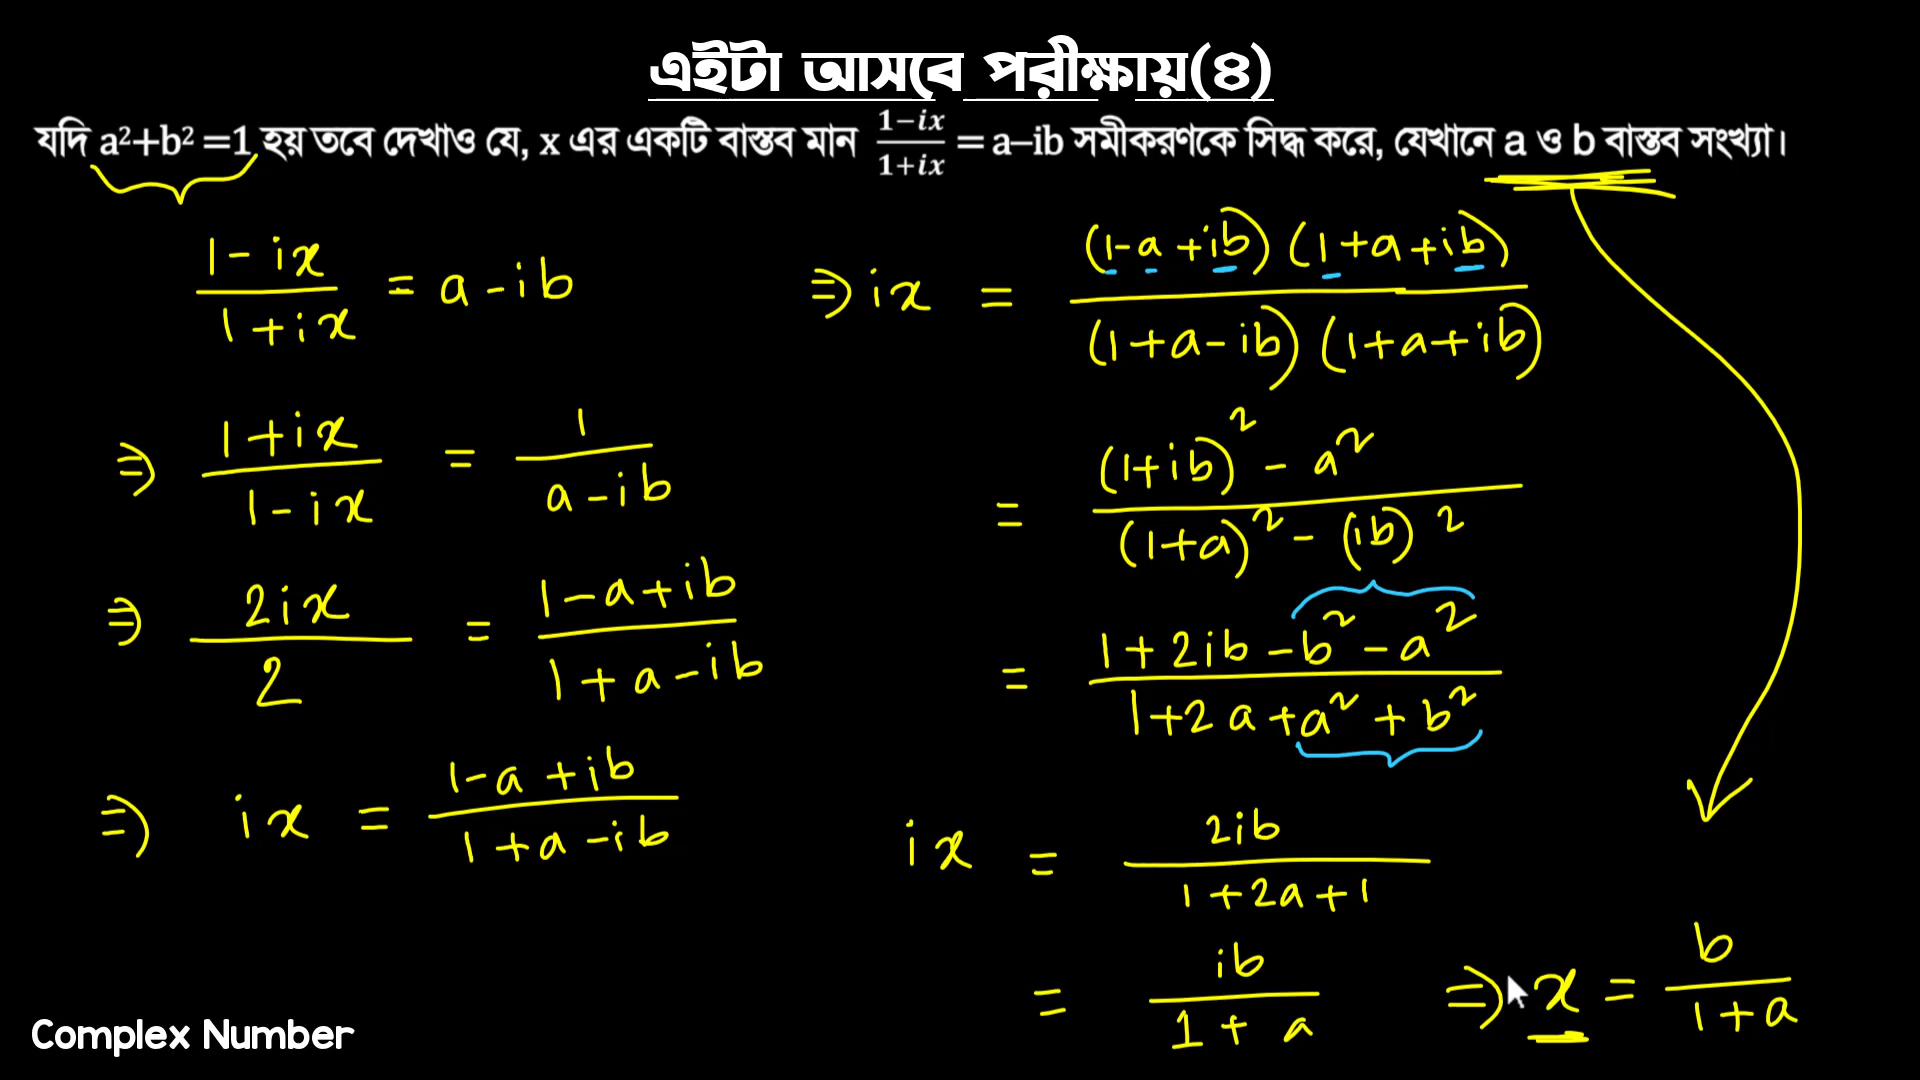 এইটা আসবে পরীক্ষায়(৪)
যদি a²+b² =1 হয় তবে দেখাও যে, x এর একটি বাস্তব মান (1−ix)/(1+ix) = a–ib সমীকরণকে সিদ্ধ করে, যেখানে a ও b বাস্তব সংখ্যা।
(1-ix)/(1+ix) = a-ib
⇒ (1+ix)/(1-ix) = 1/(a-ib)
⇒ 2ix/2 = (1-a+ib)/(1+a-ib)
⇒ ix = (1-a+ib)/(1+a-ib)
⇒ ix = (1-a+ib)(1+a+ib)/(1+a-ib)(1+a+ib)
= ((1+ib)² - a²)/((1+a)² - (ib)²)
= (1+2ib-b²-a²)/(1+2a+a²+b²)
ix = 2ib/(1+2a+1)
= ib/(1+a) ⇒ x = b/(1+a)
Complex Number